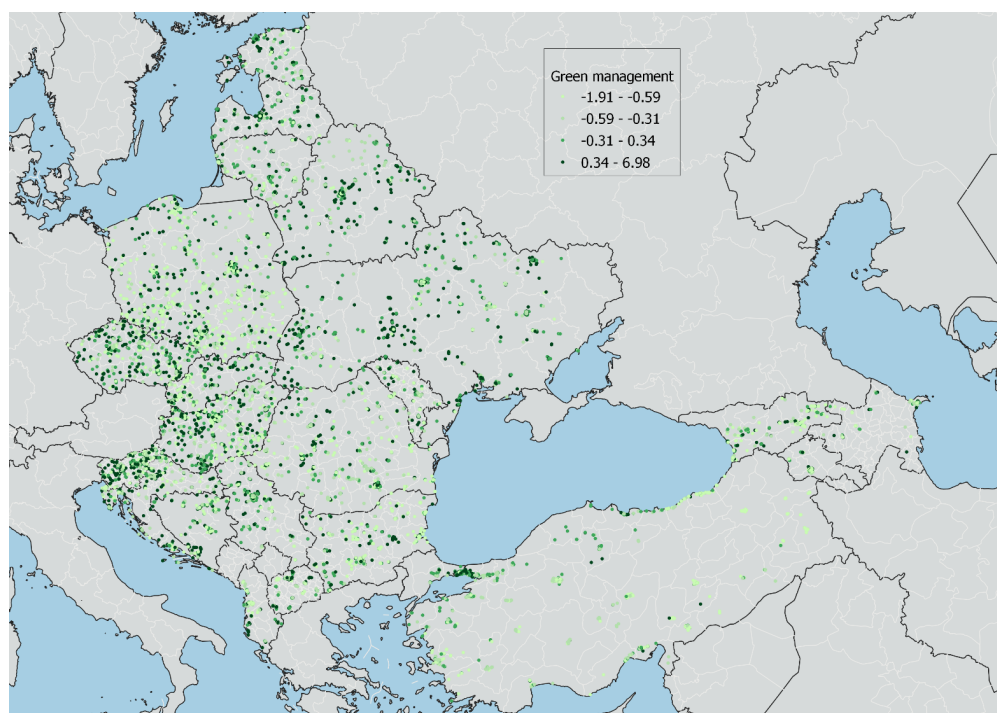 Green management
-1.91 - -0.59
-0.59 - -0.31
-0.31 - 0.34
0.34 - 6.98